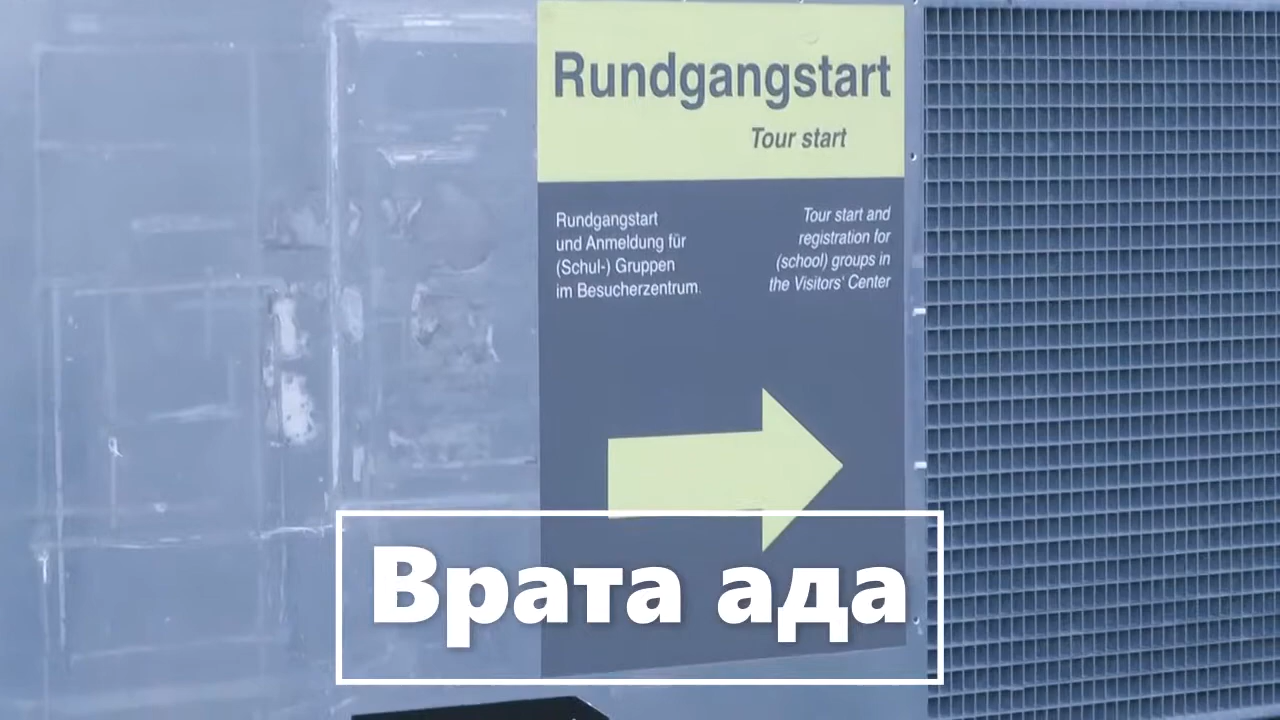 Rundgangstart
Tour start
Rundgangstart
und Anmeldung für
(Schul-) Gruppen
im Besucherzentrum.
Tour start and
registration for
(school) groups in
the Visitors' Center
Врата ада